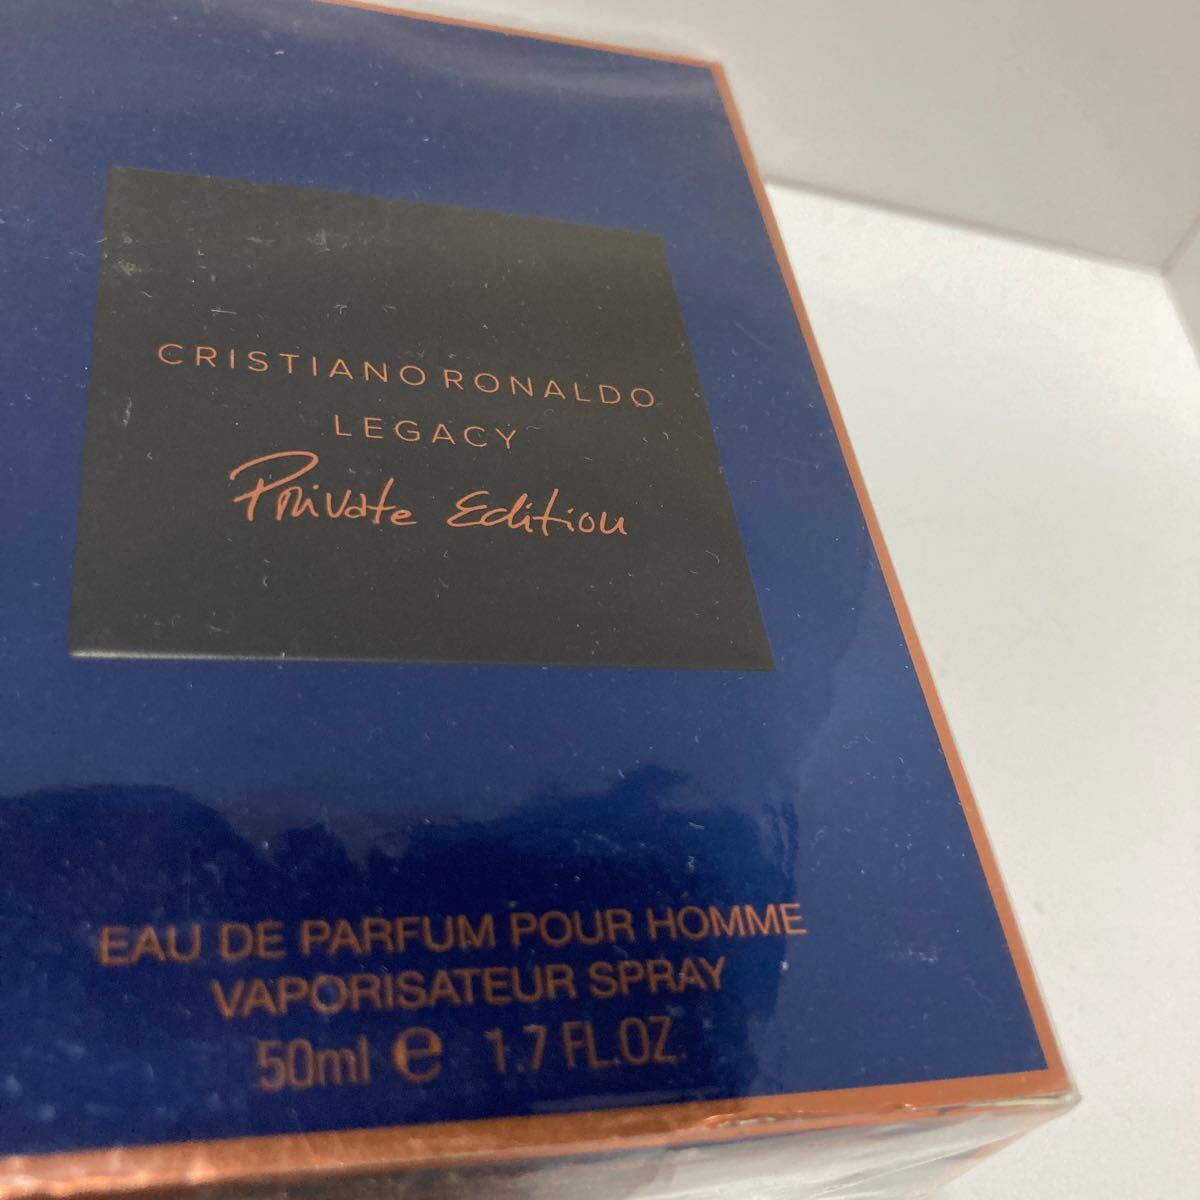 CRISTIANO RONALDO
LEGACY
Private Edition
EAU DE PARFUM POUR HOMME
VAPORISATEUR SPRAY
50ml e 1.7 FL.OZ.